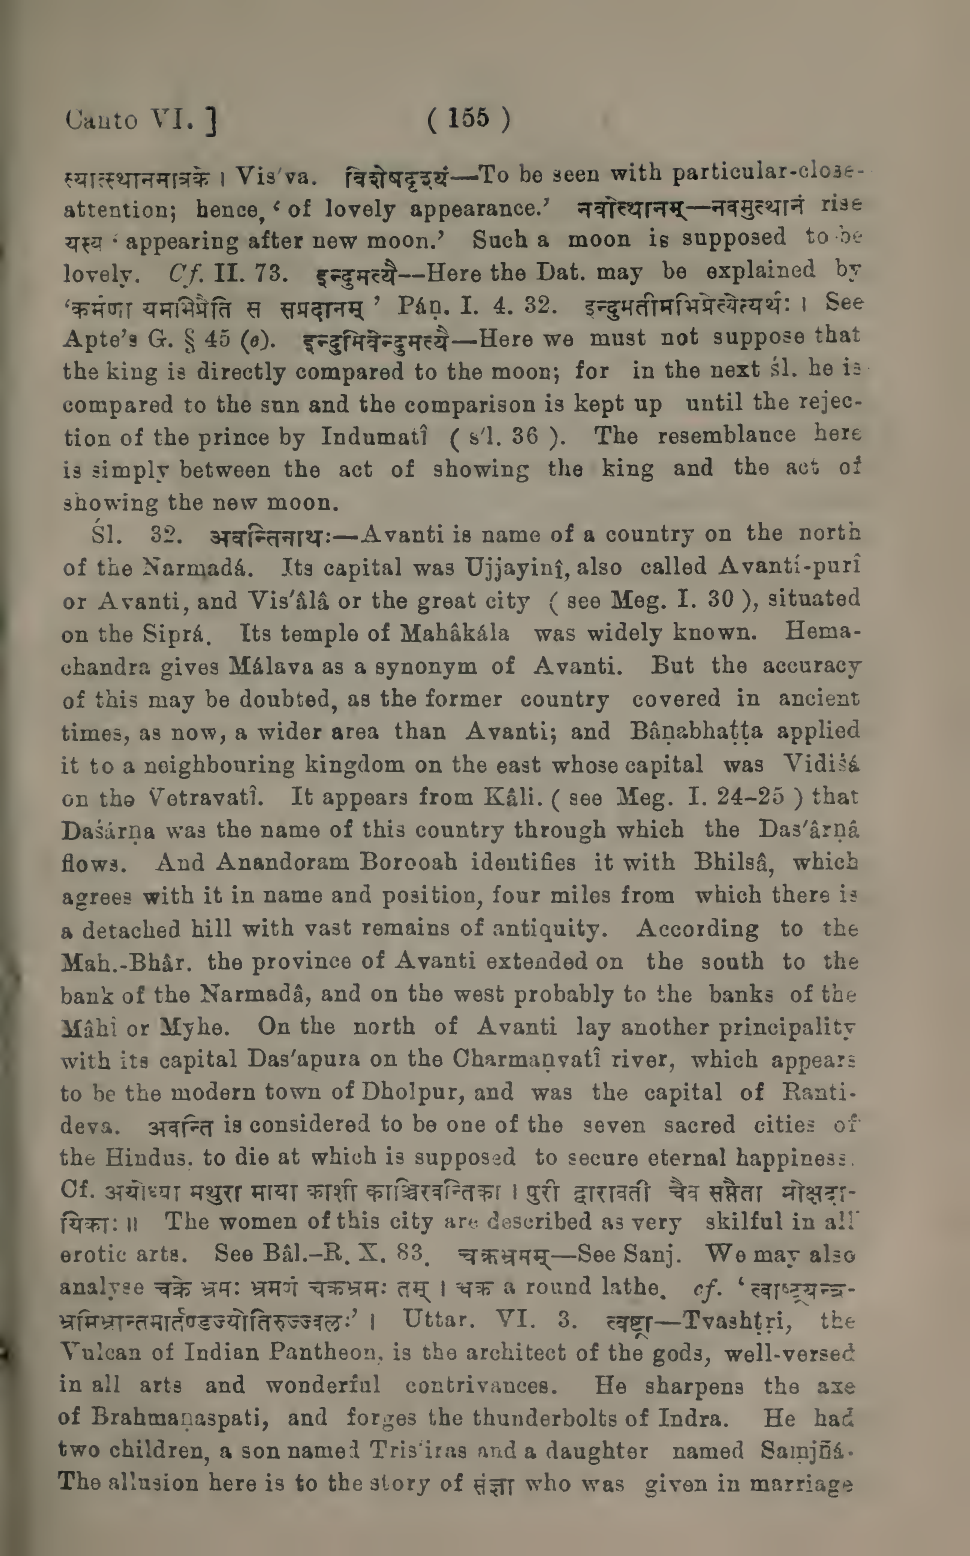 Canto VI. ] ( 155 )
स्यात्स्थानमात्रके । Vis'va. विशेषदृश्यं—To be seen with particular-close-
attention; hence, ‘ of lovely appearance.’ नवोत्थानम्—नवमुत्थानं rise
यस्य ‘ appearing after new moon.’ Such a moon is supposed to be
lovely. Cf. II. 73. इन्दुमत्यै--Here the Dat. may be explained by
‘कर्मणा यमभिप्रैति स सप्रदानम् ’ Páṇ. I. 4. 32. इन्दुमतीमभिप्रेत्येत्यर्थः । See
Apte's G. § 45 (e). इन्दुमिवेन्दुमत्यै—Here we must not suppose that
the king is directly compared to the moon; for in the next śl. he is
compared to the sun and the comparison is kept up until the rejec-
tion of the prince by Indumatî ( s'l. 36 ). The resemblance here
is simply between the act of showing the king and the act of
showing the new moon.
Śl. 32. अवन्तिनाथः—Avanti is name of a country on the north
of the Narmadá. Its capital was Ujjayinî, also called Avantí-purî
or Avanti, and Vis'âlâ or the great city ( see Meg. I. 30 ), situated
on the Siprá. Its temple of Mahâkála was widely known. Hema-
chandra gives Málava as a synonym of Avanti. But the accuracy
of this may be doubted, as the former country covered in ancient
times, as now, a wider area than Avanti; and Bâṇabhaṭṭa applied
it to a neighbouring kingdom on the east whose capital was Vidiśá
on the Vetravatî. It appears from Kâli. ( see Meg. I. 24–25 ) that
Daśárṇa was the name of this country through which the Das'ârṇâ
flows. And Anandoram Borooah identifies it with Bhilsâ, which
agrees with it in name and position, four miles from which there is
a detached hill with vast remains of antiquity. According to the
Mah.-Bhâr. the province of Avanti extended on the south to the
bank of the Narmadâ, and on the west probably to the banks of the
Mâhî or Myhe. On the north of Avanti lay another principality
with its capital Das'apura on the Charmaṇvatî river, which appears
to be the modern town of Dholpur, and was the capital of Ranti-
deva. अवन्ति is considered to be one of the seven sacred cities of
the Hindus. to die at which is supposed to secure eternal happiness.
Cf. अयोध्या मथुरा माया काशी काञ्चिरवन्तिका । पुरी द्वारावती चैव सप्तैता मोक्षदा-
यिकाः ॥ The women of this city are described as very skilful in all
erotic arts. See Bâl.–R. X. 83. चक्रभ्रमम्—See Sanj. We may also
analyse चक्रे भ्रमः भ्रमणं चक्रभ्रमः तम् । चक्र a round lathe. cf. ‘ त्वाष्ट्रयन्त्र-
भ्रमिभ्रान्तमार्तण्डज्योतिरुज्ज्वलः’ । Uttar. VI. 3. त्वष्ट्रा—Tvashṭri, the
Vulcan of Indian Pantheon, is the architect of the gods, well-versed
in all arts and wonderful contrivances. He sharpens the axe
of Brahmaṇaspati, and forges the thunderbolts of Indra. He had
two children, a son named Tris'iras and a daughter named Saṃjñá.
The allusion here is to the story of संज्ञा who was given in marriage